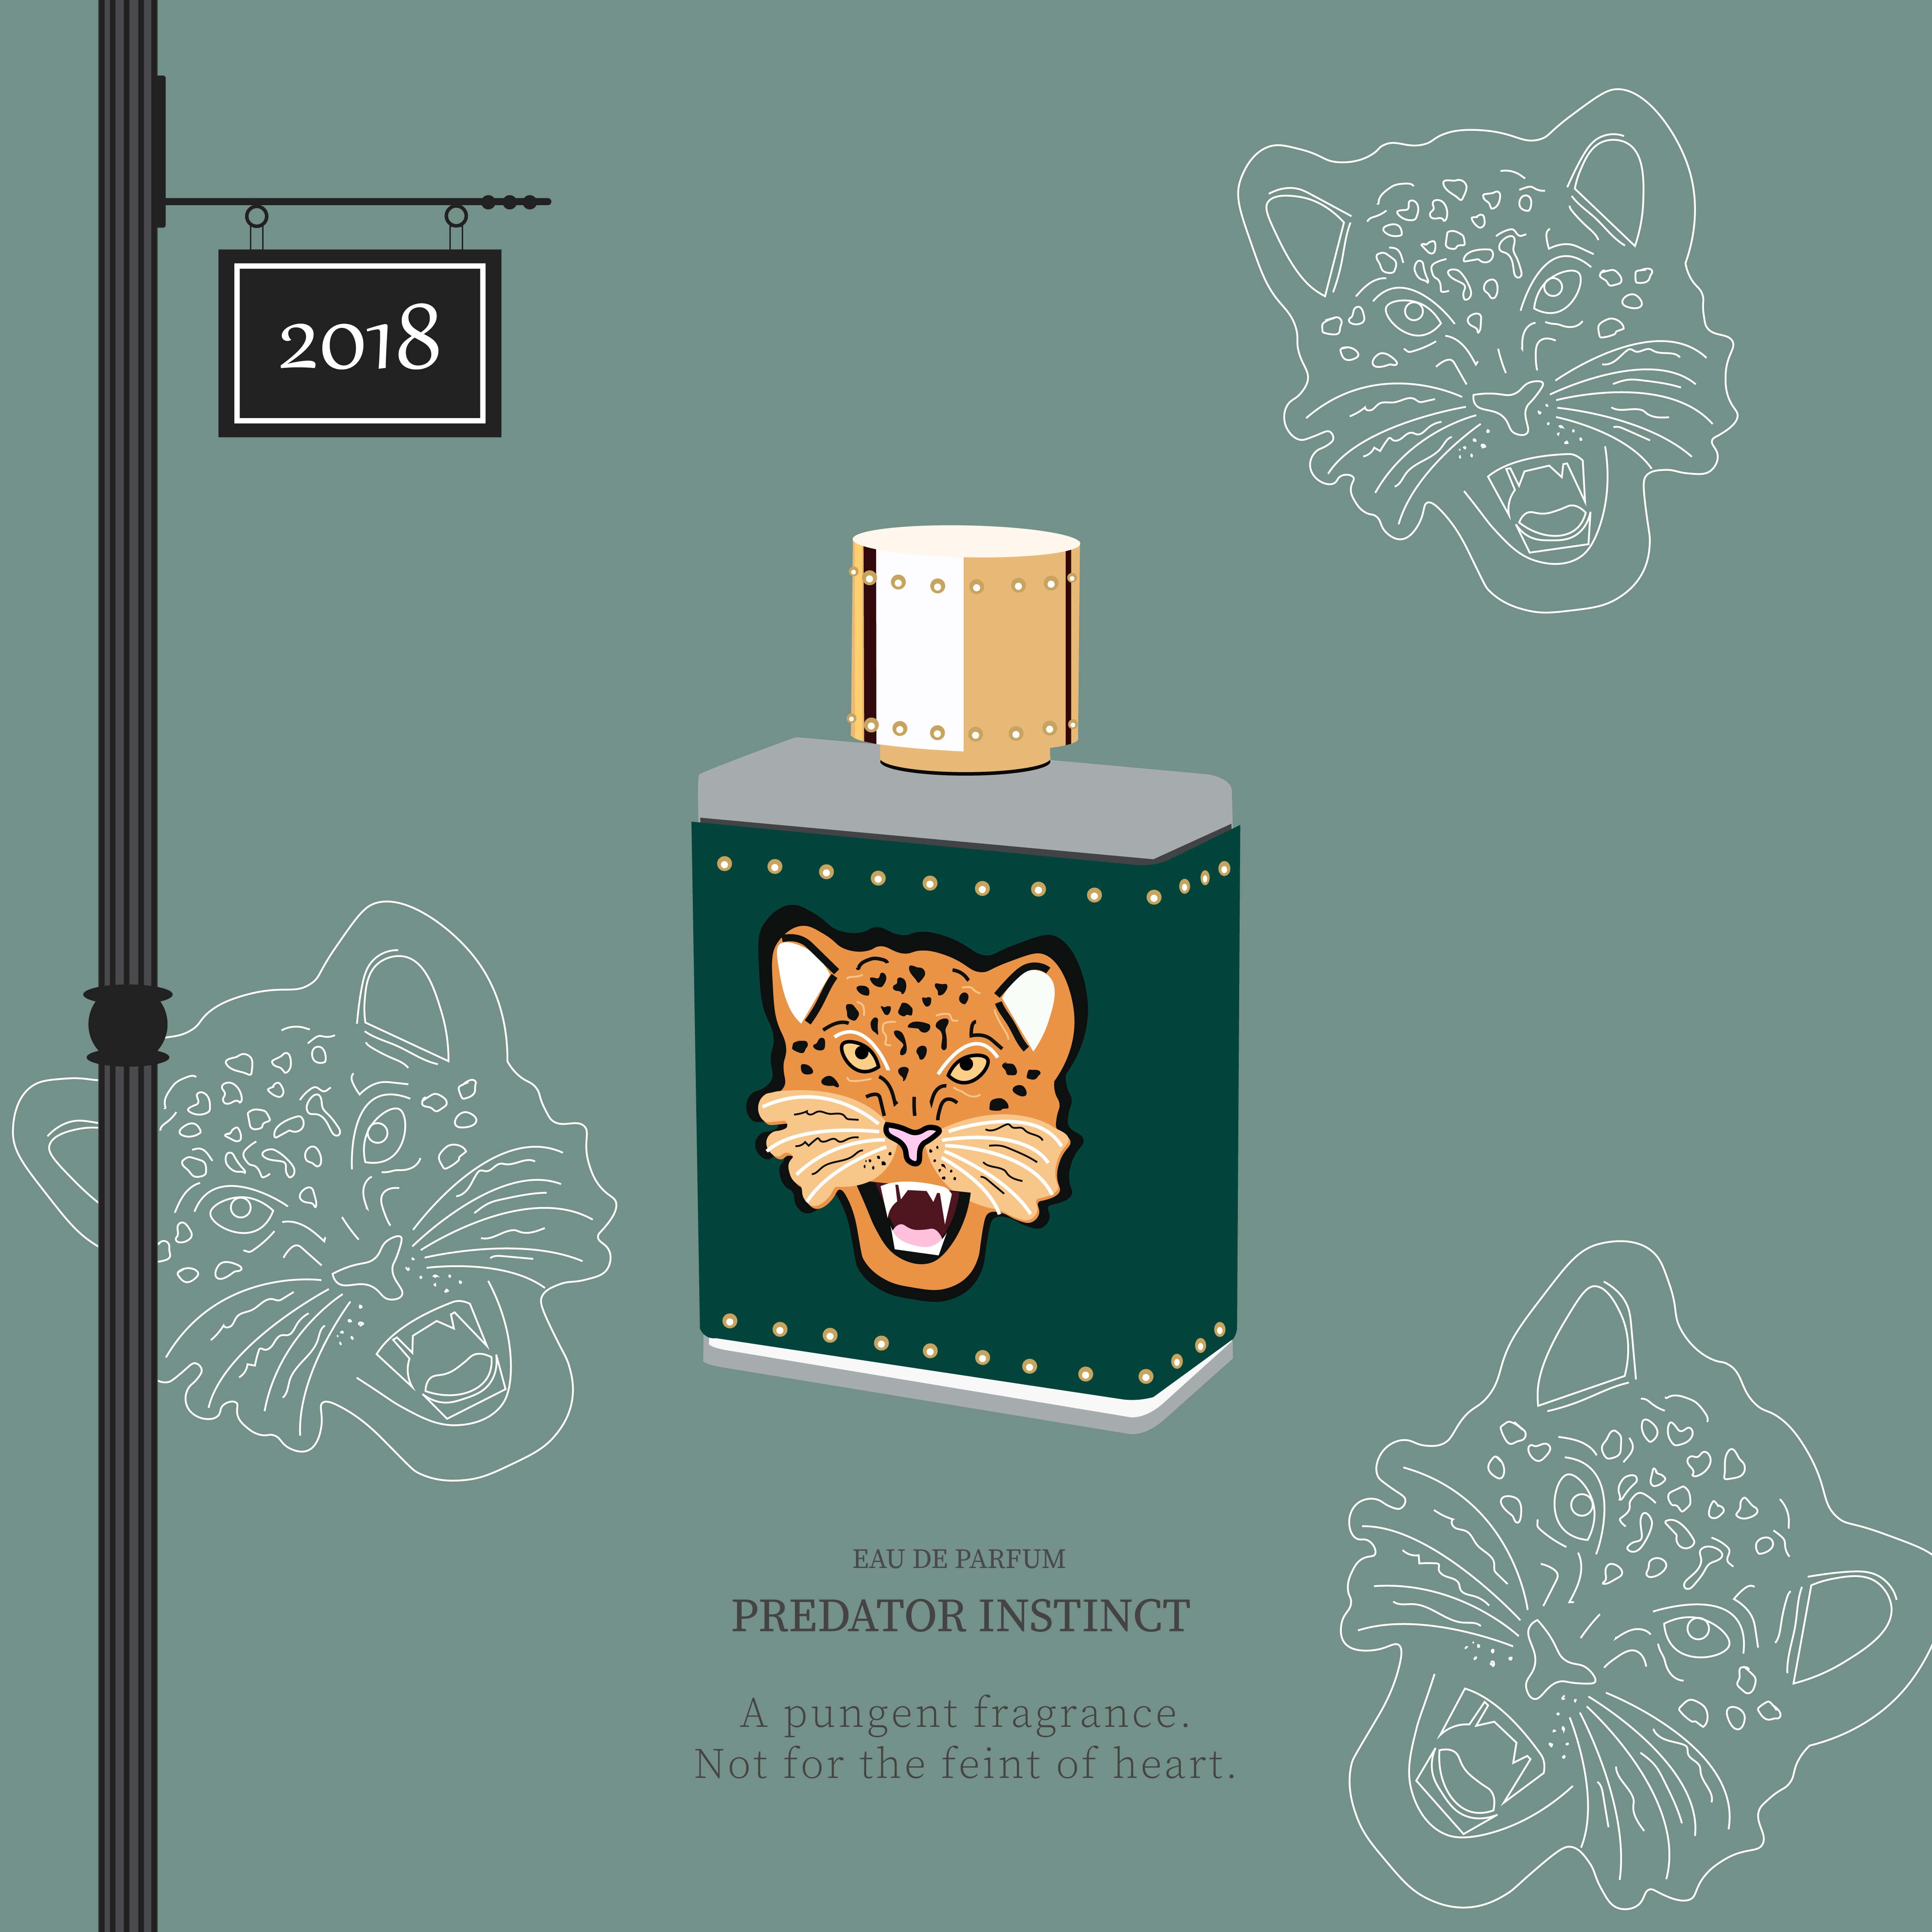 2018
EAU DE PARFUM
PREDATOR INSTINCT
A pungent fragrance.
Not for the feint of heart.